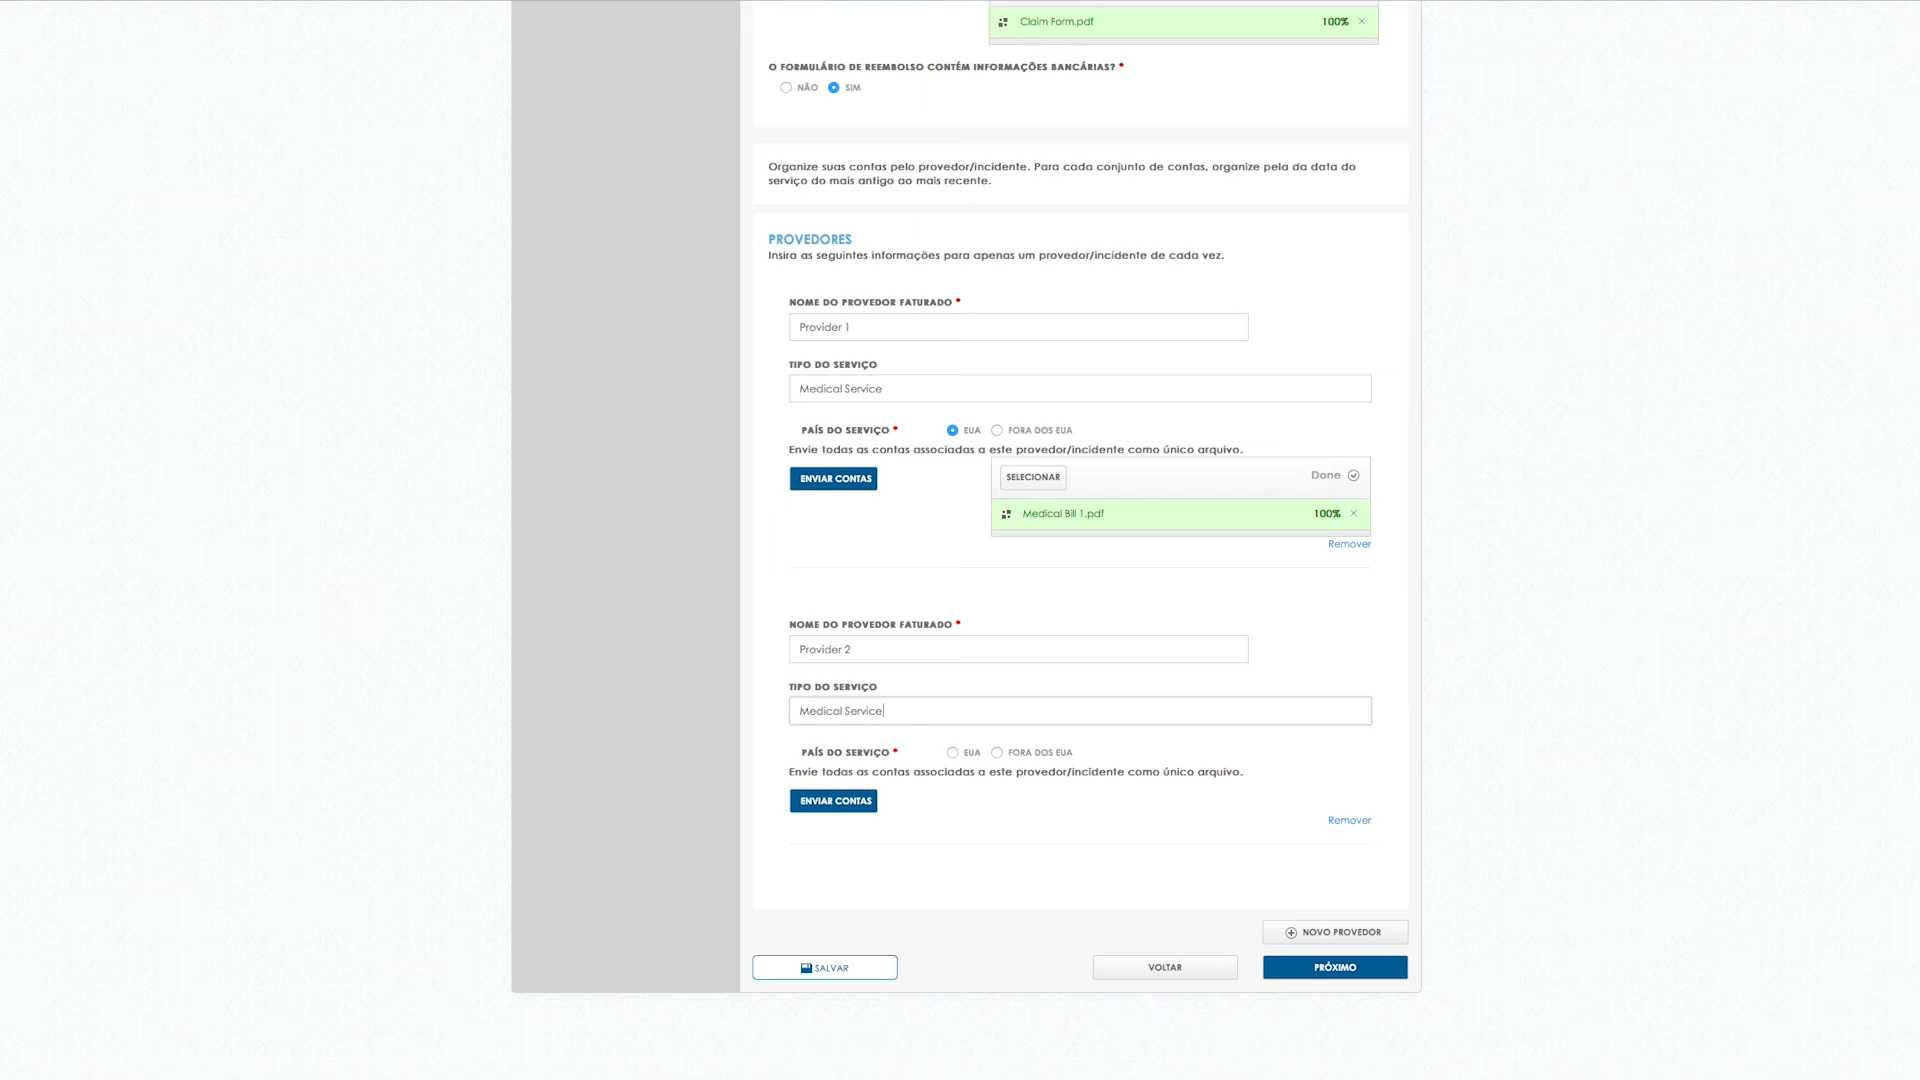 Claim Form.pdf 100%
O FORMULÁRIO DE REEMBOLSO CONTÉM INFORMAÇÕES BANCÁRIAS? *
NÃO SIM
Organize suas contas pelo provedor/incidente. Para cada conjunto de contas, organize pela da data do
serviço do mais antigo ao mais recente.
PROVEDORES
Insira as seguintes informações para apenas um provedor/incidente de cada vez.
NOME DO PROVEDOR FATURADO *
Provider 1
TIPO DO SERVIÇO
Medical Service
PAÍS DO SERVIÇO * EUA FORA DOS EUA
Envie todas as contas associadas a este provedor/incidente como único arquivo.
ENVIAR CONTAS SELECIONAR Done
Medical Bill 1.pdf 100%
Remover
NOME DO PROVEDOR FATURADO *
Provider 2
TIPO DO SERVIÇO
Medical Service
PAÍS DO SERVIÇO * EUA FORA DOS EUA
Envie todas as contas associadas a este provedor/incidente como único arquivo.
ENVIAR CONTAS
Remover
NOVO PROVEDOR
SALVAR VOLTAR PRÓXIMO